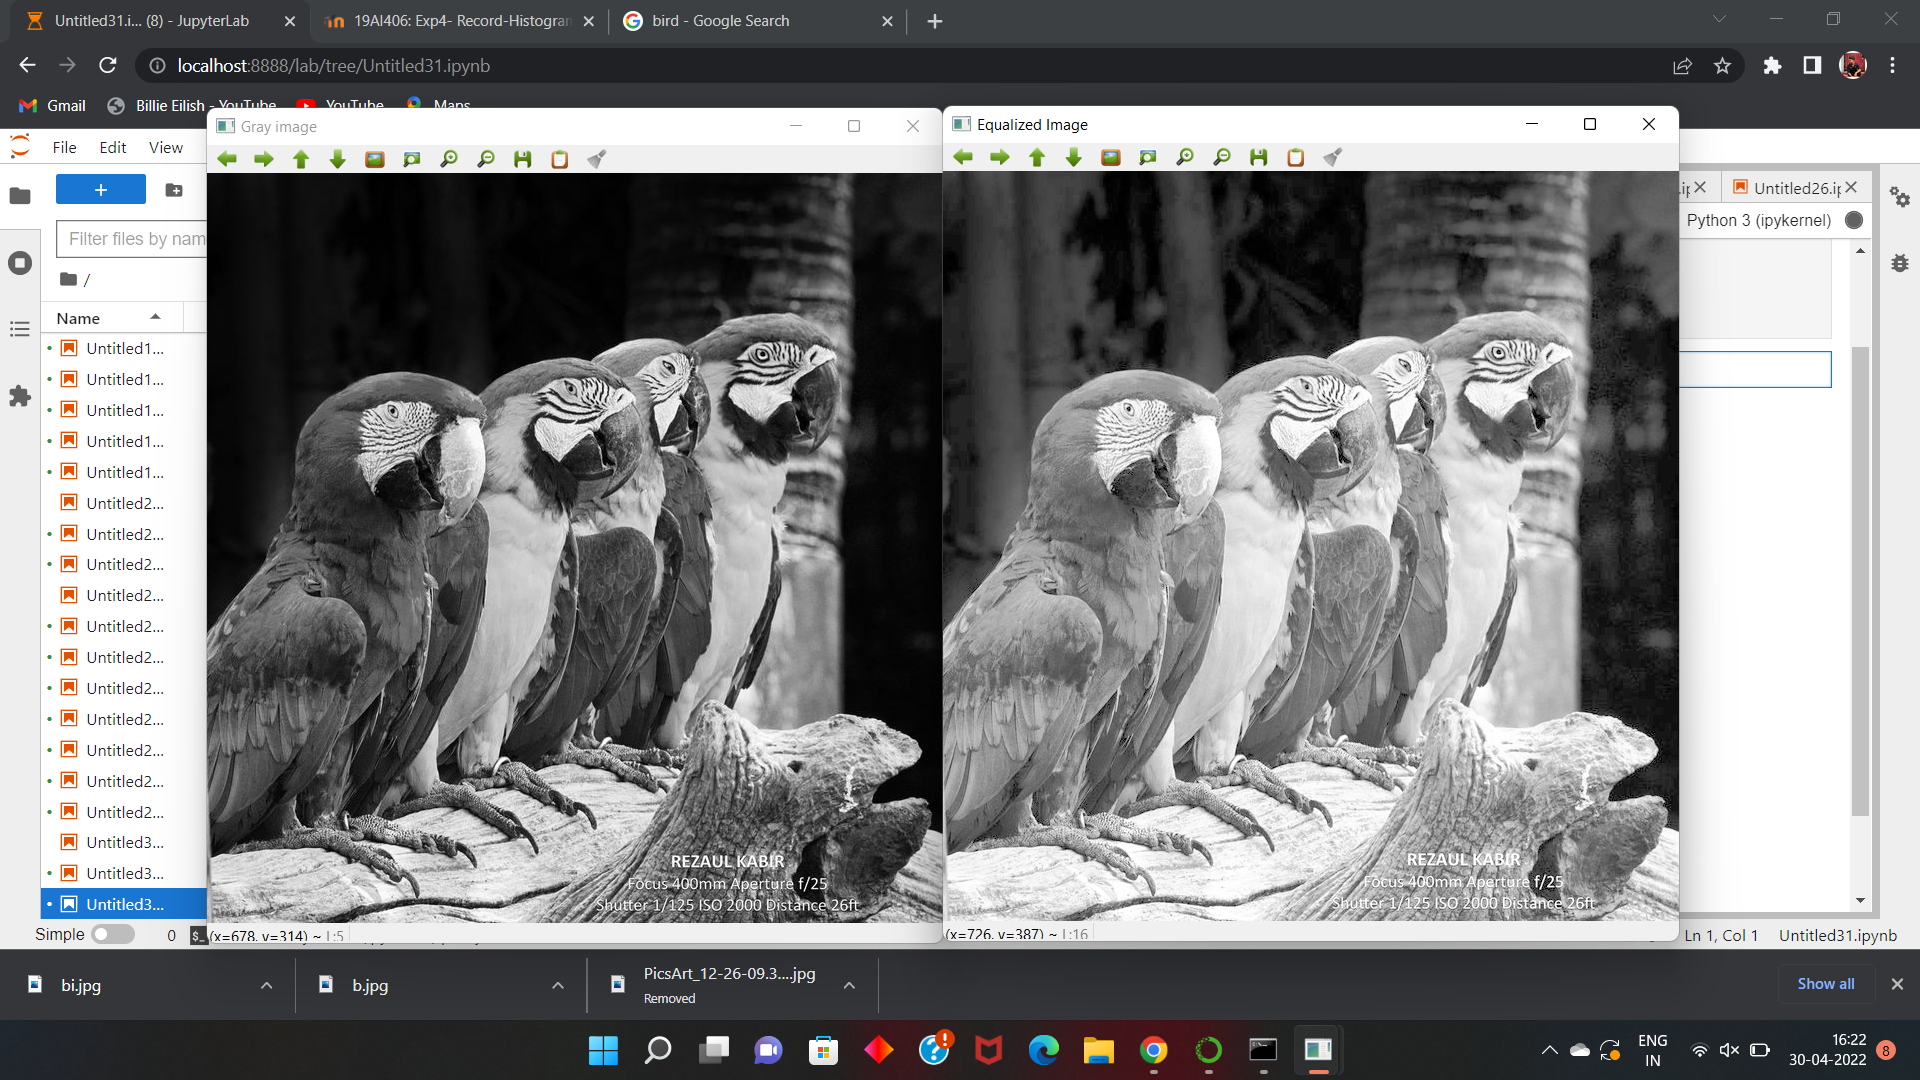 Untitled31.i... (8) - JupyterLab
19AI406: Exp4- Record-Histogran
bird - Google Search
localhost:8888/lab/tree/Untitled31.ipynb
Gmail
Billie Eilish - YouTube
YouTube
Maps
Gray image
Equalized Image
File Edit View
Untitled26.ip
Python 3 (ipykernel)
Filter files by nam
/
Name
Untitled1...
Untitled1...
Untitled1...
Untitled1...
Untitled1...
Untitled2...
Untitled2...
Untitled2...
Untitled2...
Untitled2...
Untitled2...
Untitled2...
Untitled2...
Untitled2...
Untitled2...
Untitled2...
Untitled3...
Untitled3...
Untitled3...
REZAUL KABIR
Focus 400mm Aperture f/25
Shutter 1/125 ISO 2000 Distance 26ft
REZAUL KABIR
Focus 400mm Aperture f/25
Shutter 1/125 ISO 2000 Distance 26ft
Simple 0
(x=678, y=314) ~ L:5
(x=726, y=387) ~ L:16
Ln 1, Col 1 Untitled31.ipynb
bi.jpg
b.jpg
PicsArt_12-26-09.3....jpg
Removed
Show all
ENG
IN
16:22
30-04-2022
8